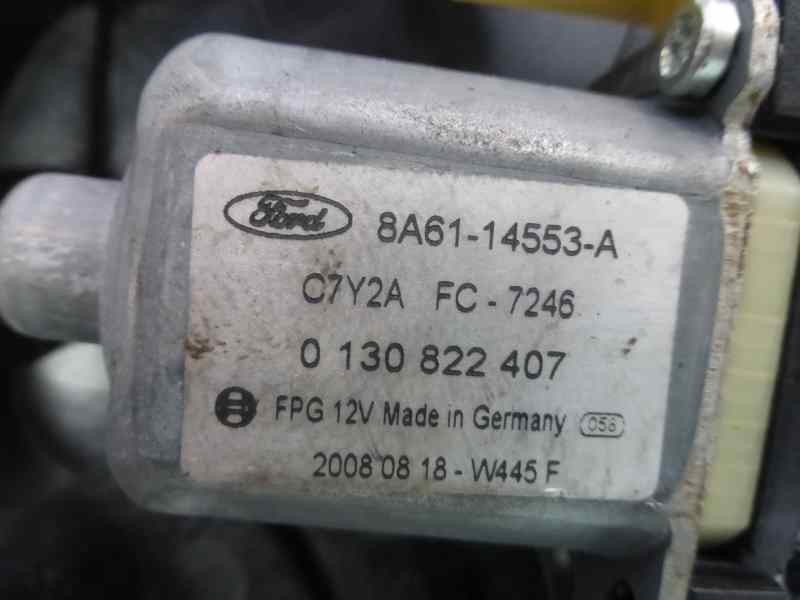 Ford 8A61-14553-A
C7Y2A FC - 7246
0 130 822 407
FPG 12V Made in Germany 058
2008 08 18 - W445 F